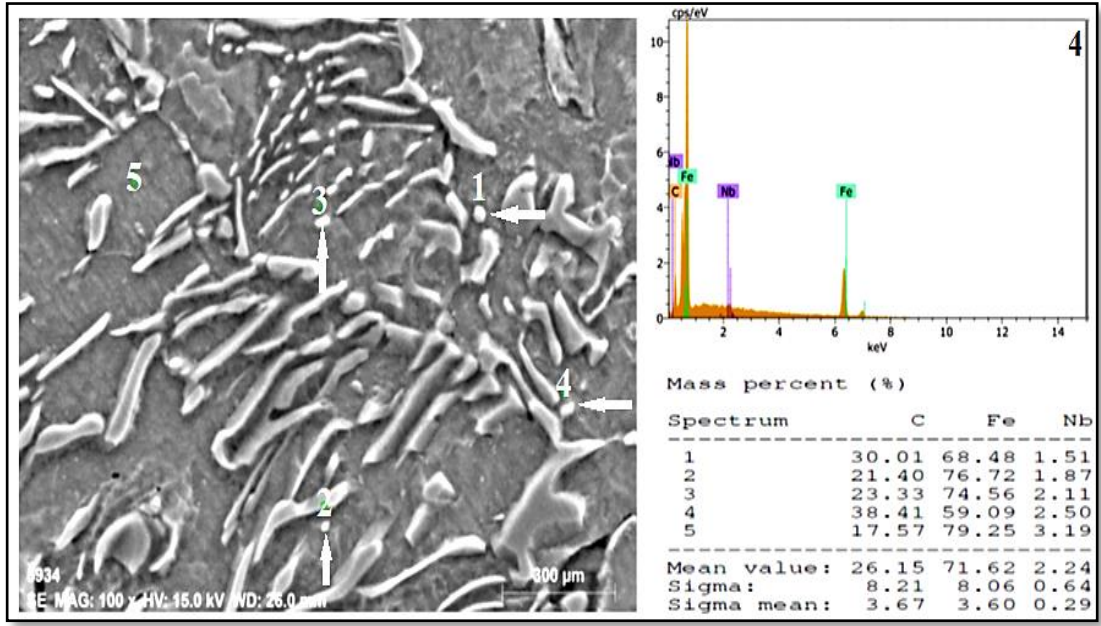 1
5
3
4
2
8934
300 µm
SE MAG: 100 x HV: 15.0 kV WD: 26.0 mm
cps/eV
4
10
8
6
4
2
0
Nb
C
Fe
Nb
Fe
2 4 6 8 10 12 14
keV
Mass percent (%)
Spectrum C Fe Nb
1 30.01 68.48 1.51
2 21.40 76.72 1.87
3 23.33 74.56 2.11
4 38.41 59.09 2.50
5 17.57 79.25 3.19
Mean value: 26.15 71.62 2.24
Sigma: 8.21 8.06 0.64
Sigma mean: 3.67 3.60 0.29